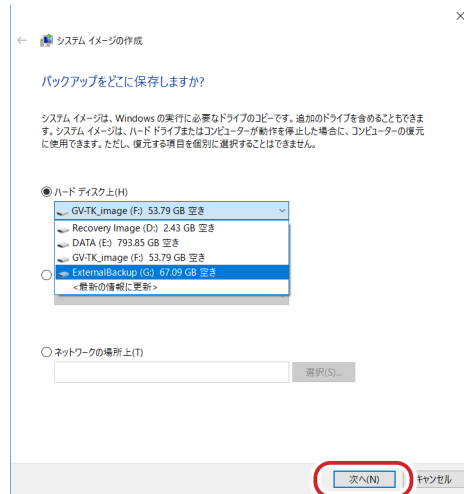 システム イメージの作成
バックアップをどこに保存しますか?
システム イメージは、Windows の実行に必要なドライブのコピーです。追加のドライブを含めることもできま
す。システム イメージは、ハード ドライブまたはコンピューターが動作を停止した場合に、コンピューターの復元
に使用できます。ただし、復元する項目を個別に選択することはできません。
ハード ディスク上(H)
GV-TK_image (F:) 53.79 GB 空き
Recovery Image (D:) 2.43 GB 空き
DATA (E:) 793.85 GB 空き
GV-TK_image (F:) 53.79 GB 空き
ExternalBackup (G:) 67.09 GB 空き
<最新の情報に更新>
ネットワークの場所上(T)
選択(S)...
次へ(N)
キャンセル